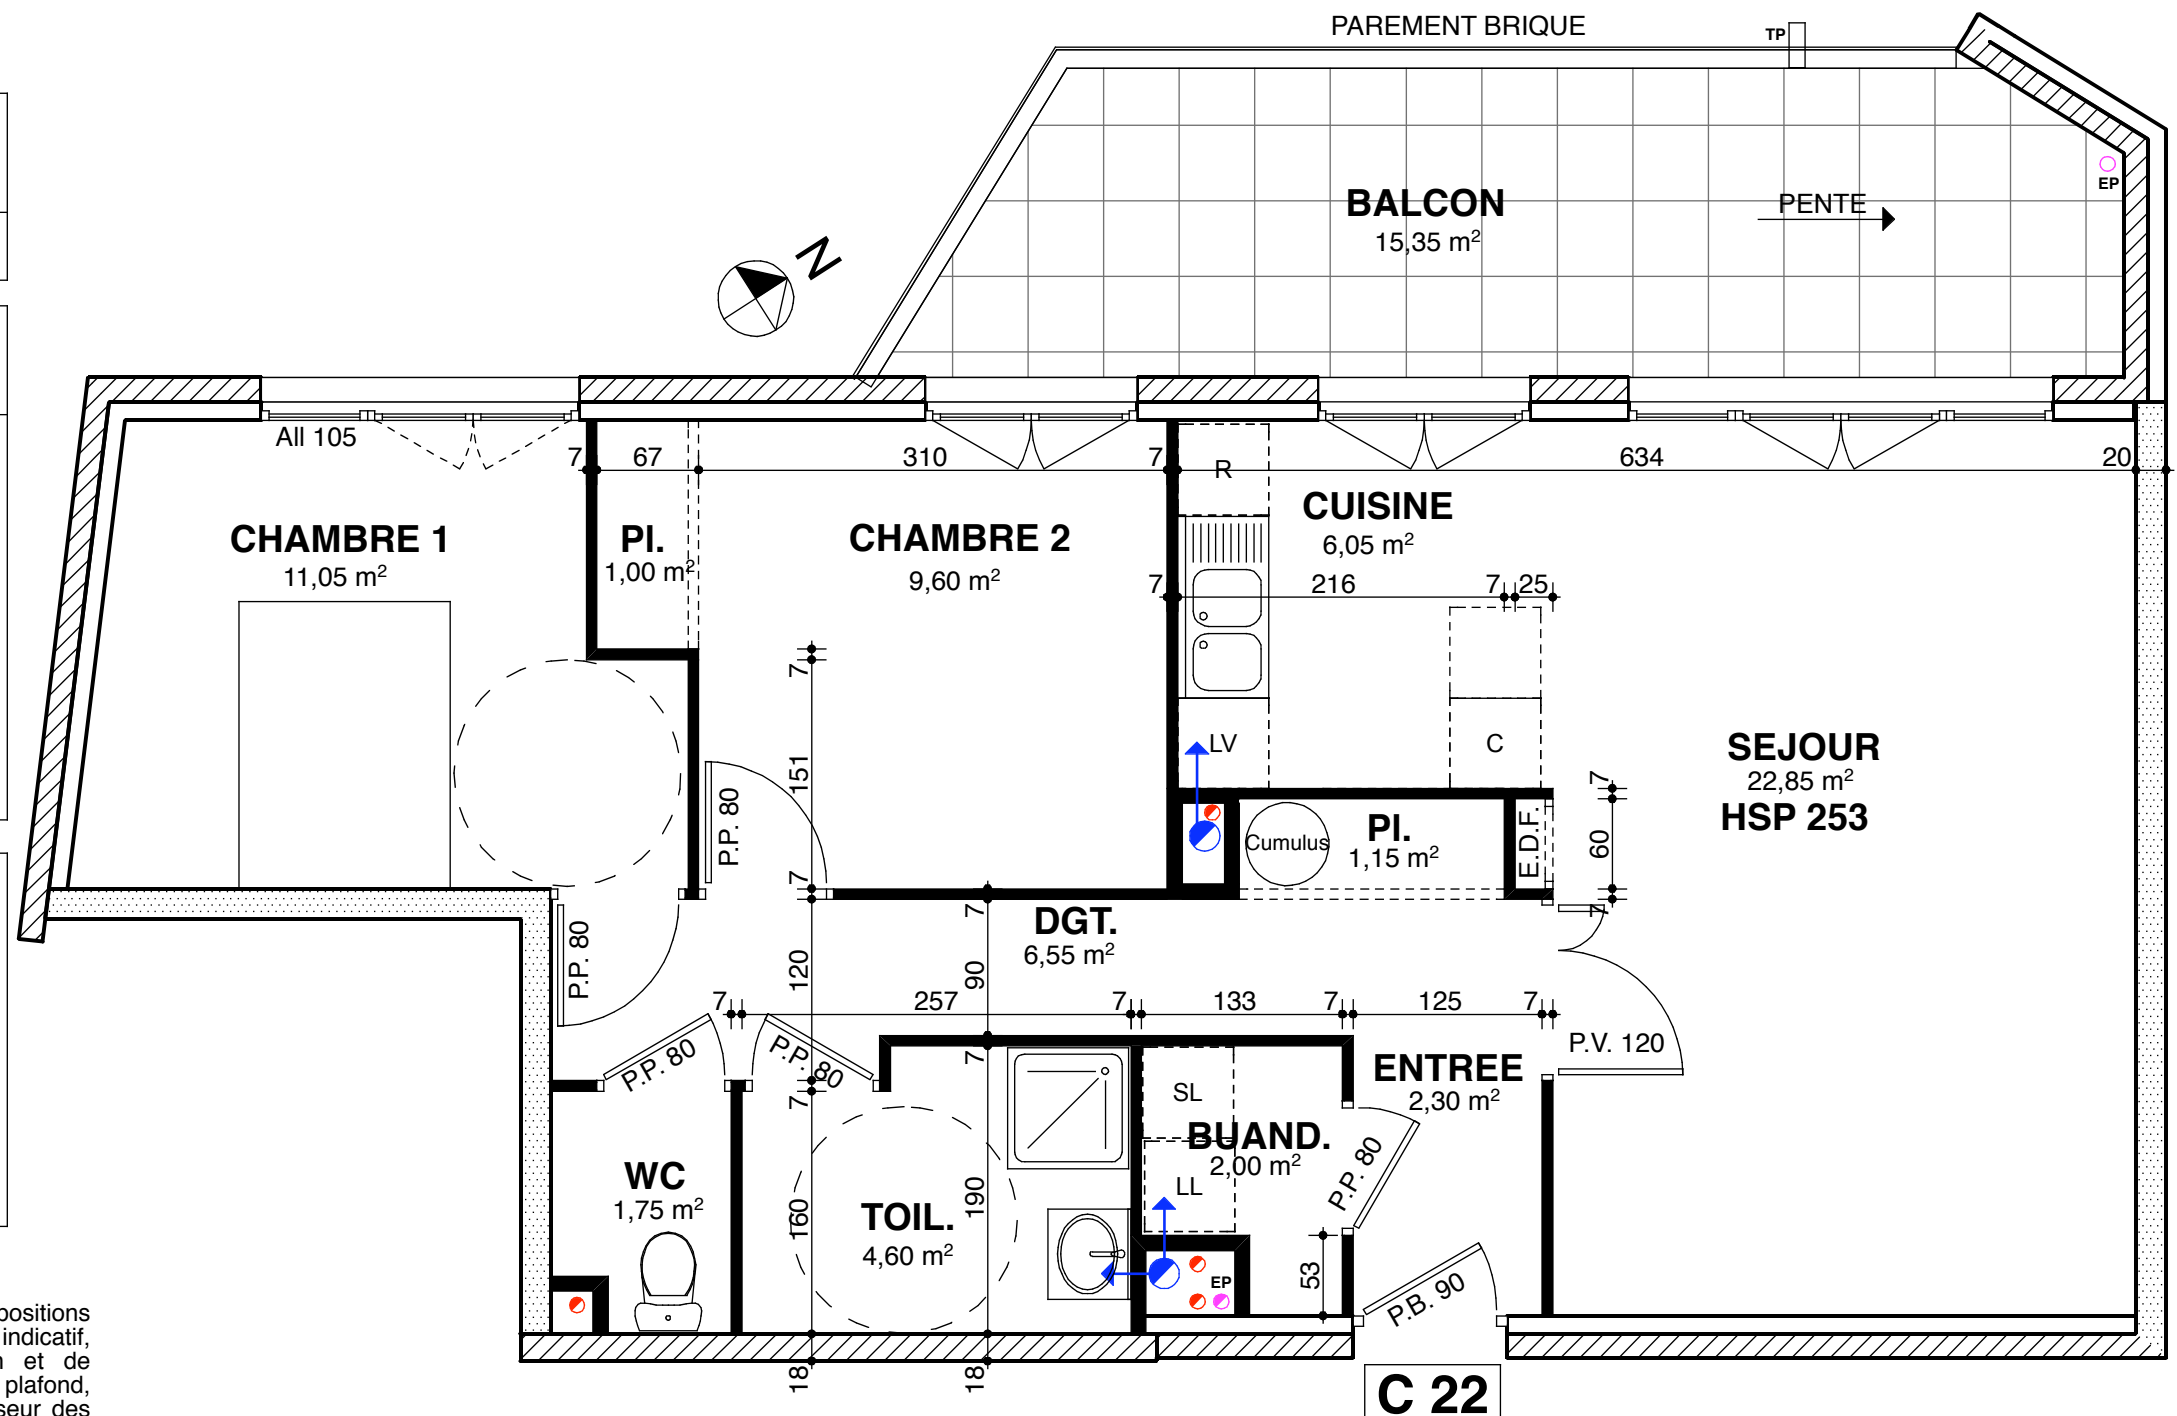 PAREMENT BRIQUE
TP
EP
BALCON
15,35 m²
PENTE
N
All 105
7
67
310
7
634
20
R
CHAMBRE 1
11,05 m²
PI.
1,00 m²
CHAMBRE 2
9,60 m²
CUISINE
6,05 m²
7
216
7
25
7
151
7
P.P. 80
LV
C
SEJOUR
22,85 m²
HSP 253
7
60
7
Cumulus
PI.
1,15 m²
E.D.F.
P.P. 80
DGT.
6,55 m²
120
7
90
7
257
7
133
7
125
7
P.V. 120
P.P. 80
P.P. 80
7
7
ENTREE
2,30 m²
SL
BUAND.
2,00 m²
LL
P.P. 80
WC
1,75 m²
TOIL.
4,60 m²
160
190
EP
53
P.B. 90
18
18
C 22
positions
indicatif,
et de
plafond,
seur des